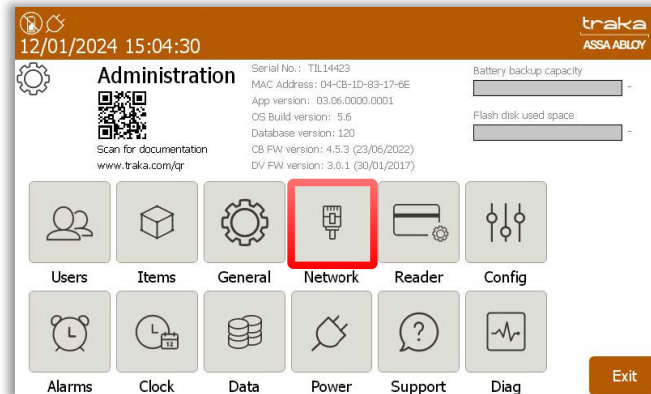 traka
12/01/2024 15:04:30
ASSA ABLOY
Administration
Scan for documentation
www.traka.com/qr
Serial No.: TIL14423
MAC Address: 04-CB-1D-83-17-6E
App version: 03.06.0000.0001
OS Build version: 5.6
Database version: 120
CB FW version: 4.5.3 (23/06/2022)
DV FW version: 3.0.1 (30/01/2017)
Battery backup capacity
-
Flash disk used space
-
Users
Items
General
Network
Reader
Config
L
L
12
?
Alarms
Clock
Data
Power
Support
Diag
Exit